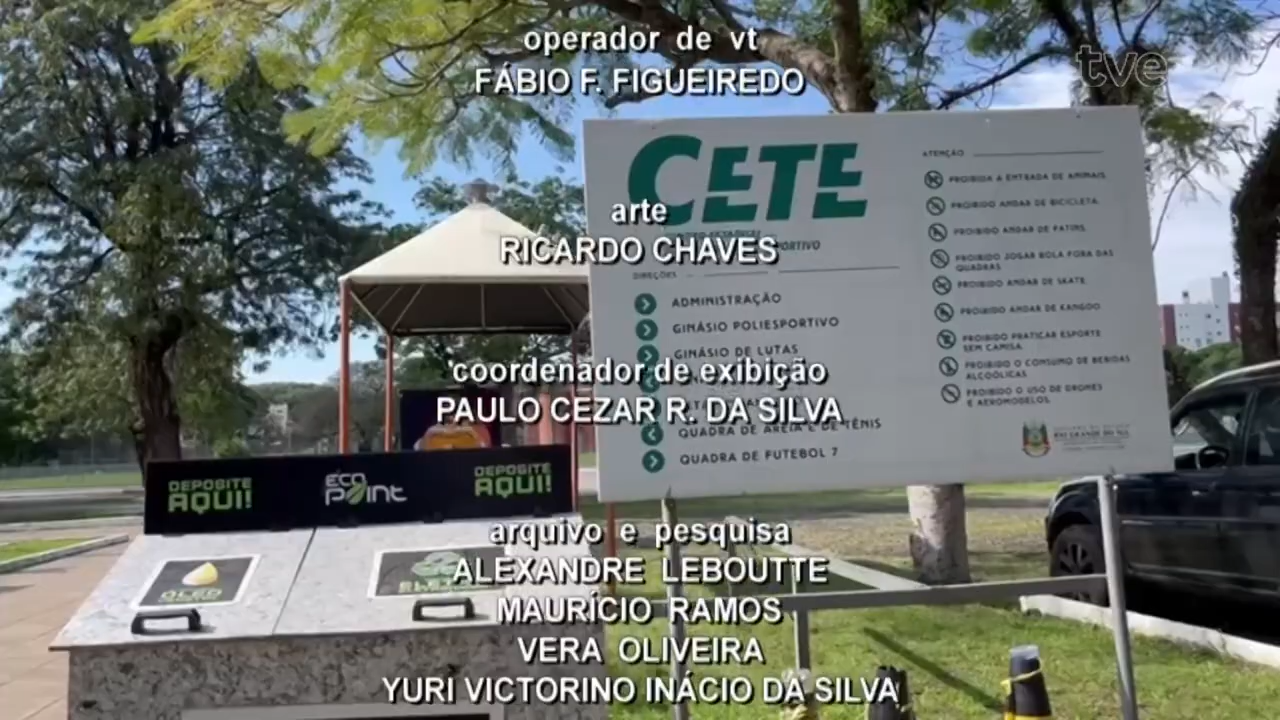 operador de vt
FÁBIO F. FIGUEIREDO
tve
arte
RICARDO CHAVES
coordenador de exibição
PAULO CEZAR R. DA SILVA
arquivo e pesquisa
ALEXANDRE LEBOUTTE
MAURÍCIO RAMOS
VERA OLIVEIRA
YURI VICTORINO INÁCIO DA SILVA
CETE
DIREÇÕES
ADMINISTRAÇÃO
GINÁSIO POLIESPORTIVO
GINÁSIO DE LUTAS
QUADRA DE AREIA E DE TÊNIS
QUADRA DE FUTEBOL 7
ATENÇÃO
PROIBIDA A ENTRADA DE ANIMAIS
PROIBIDO ANDAR DE BICICLETA
PROIBIDO ANDAR DE PATINS
PROIBIDO JOGAR BOLA FORA DAS
QUADRAS
PROIBIDO ANDAR DE SKATE
PROIBIDO ANDAR DE KANGOO
PROIBIDO PRATICAR ESPORTE
SEM CAMISA
PROIBIDO O CONSUMO DE BEBIDAS
ALCOÓLICAS
PROIBIDO O USO DE DRONES
E AEROMODELOS
RIO GRANDE DO SUL
DEPOSITE
AQUI!
ECO
POINT
DEPOSITE
AQUI!
ÓLEO